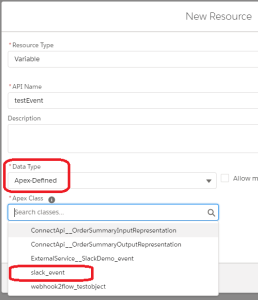 New Resource
* Resource Type
Variable
* API Name
testEvent
Description
* Data Type
Apex-Defined
Allow m
* Apex Class
Search classes...
ConnectApi__OrderSummaryInputRepresentation
ConnectApi__OrderSummaryOutputRepresentation
ExternalService__SlackDemo_event
slack_event
webhook2flow_testobject